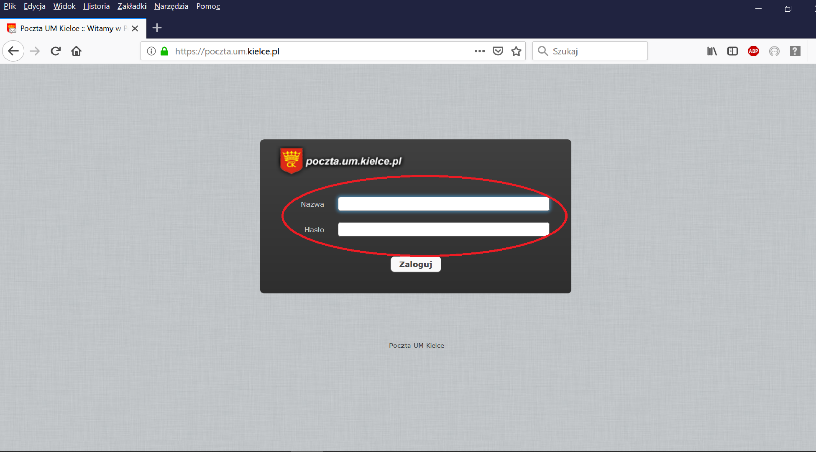 Plik Edycja Widok Historia Zakładki Narzędzia Pomoc
Poczta UM Kielce :: Witamy w
https://poczta.um.kielce.pl
Szukaj
ABP
CK
poczta.um.kielce.pl
Nazwa
Hasło
Zaloguj
Poczta UM Kielce